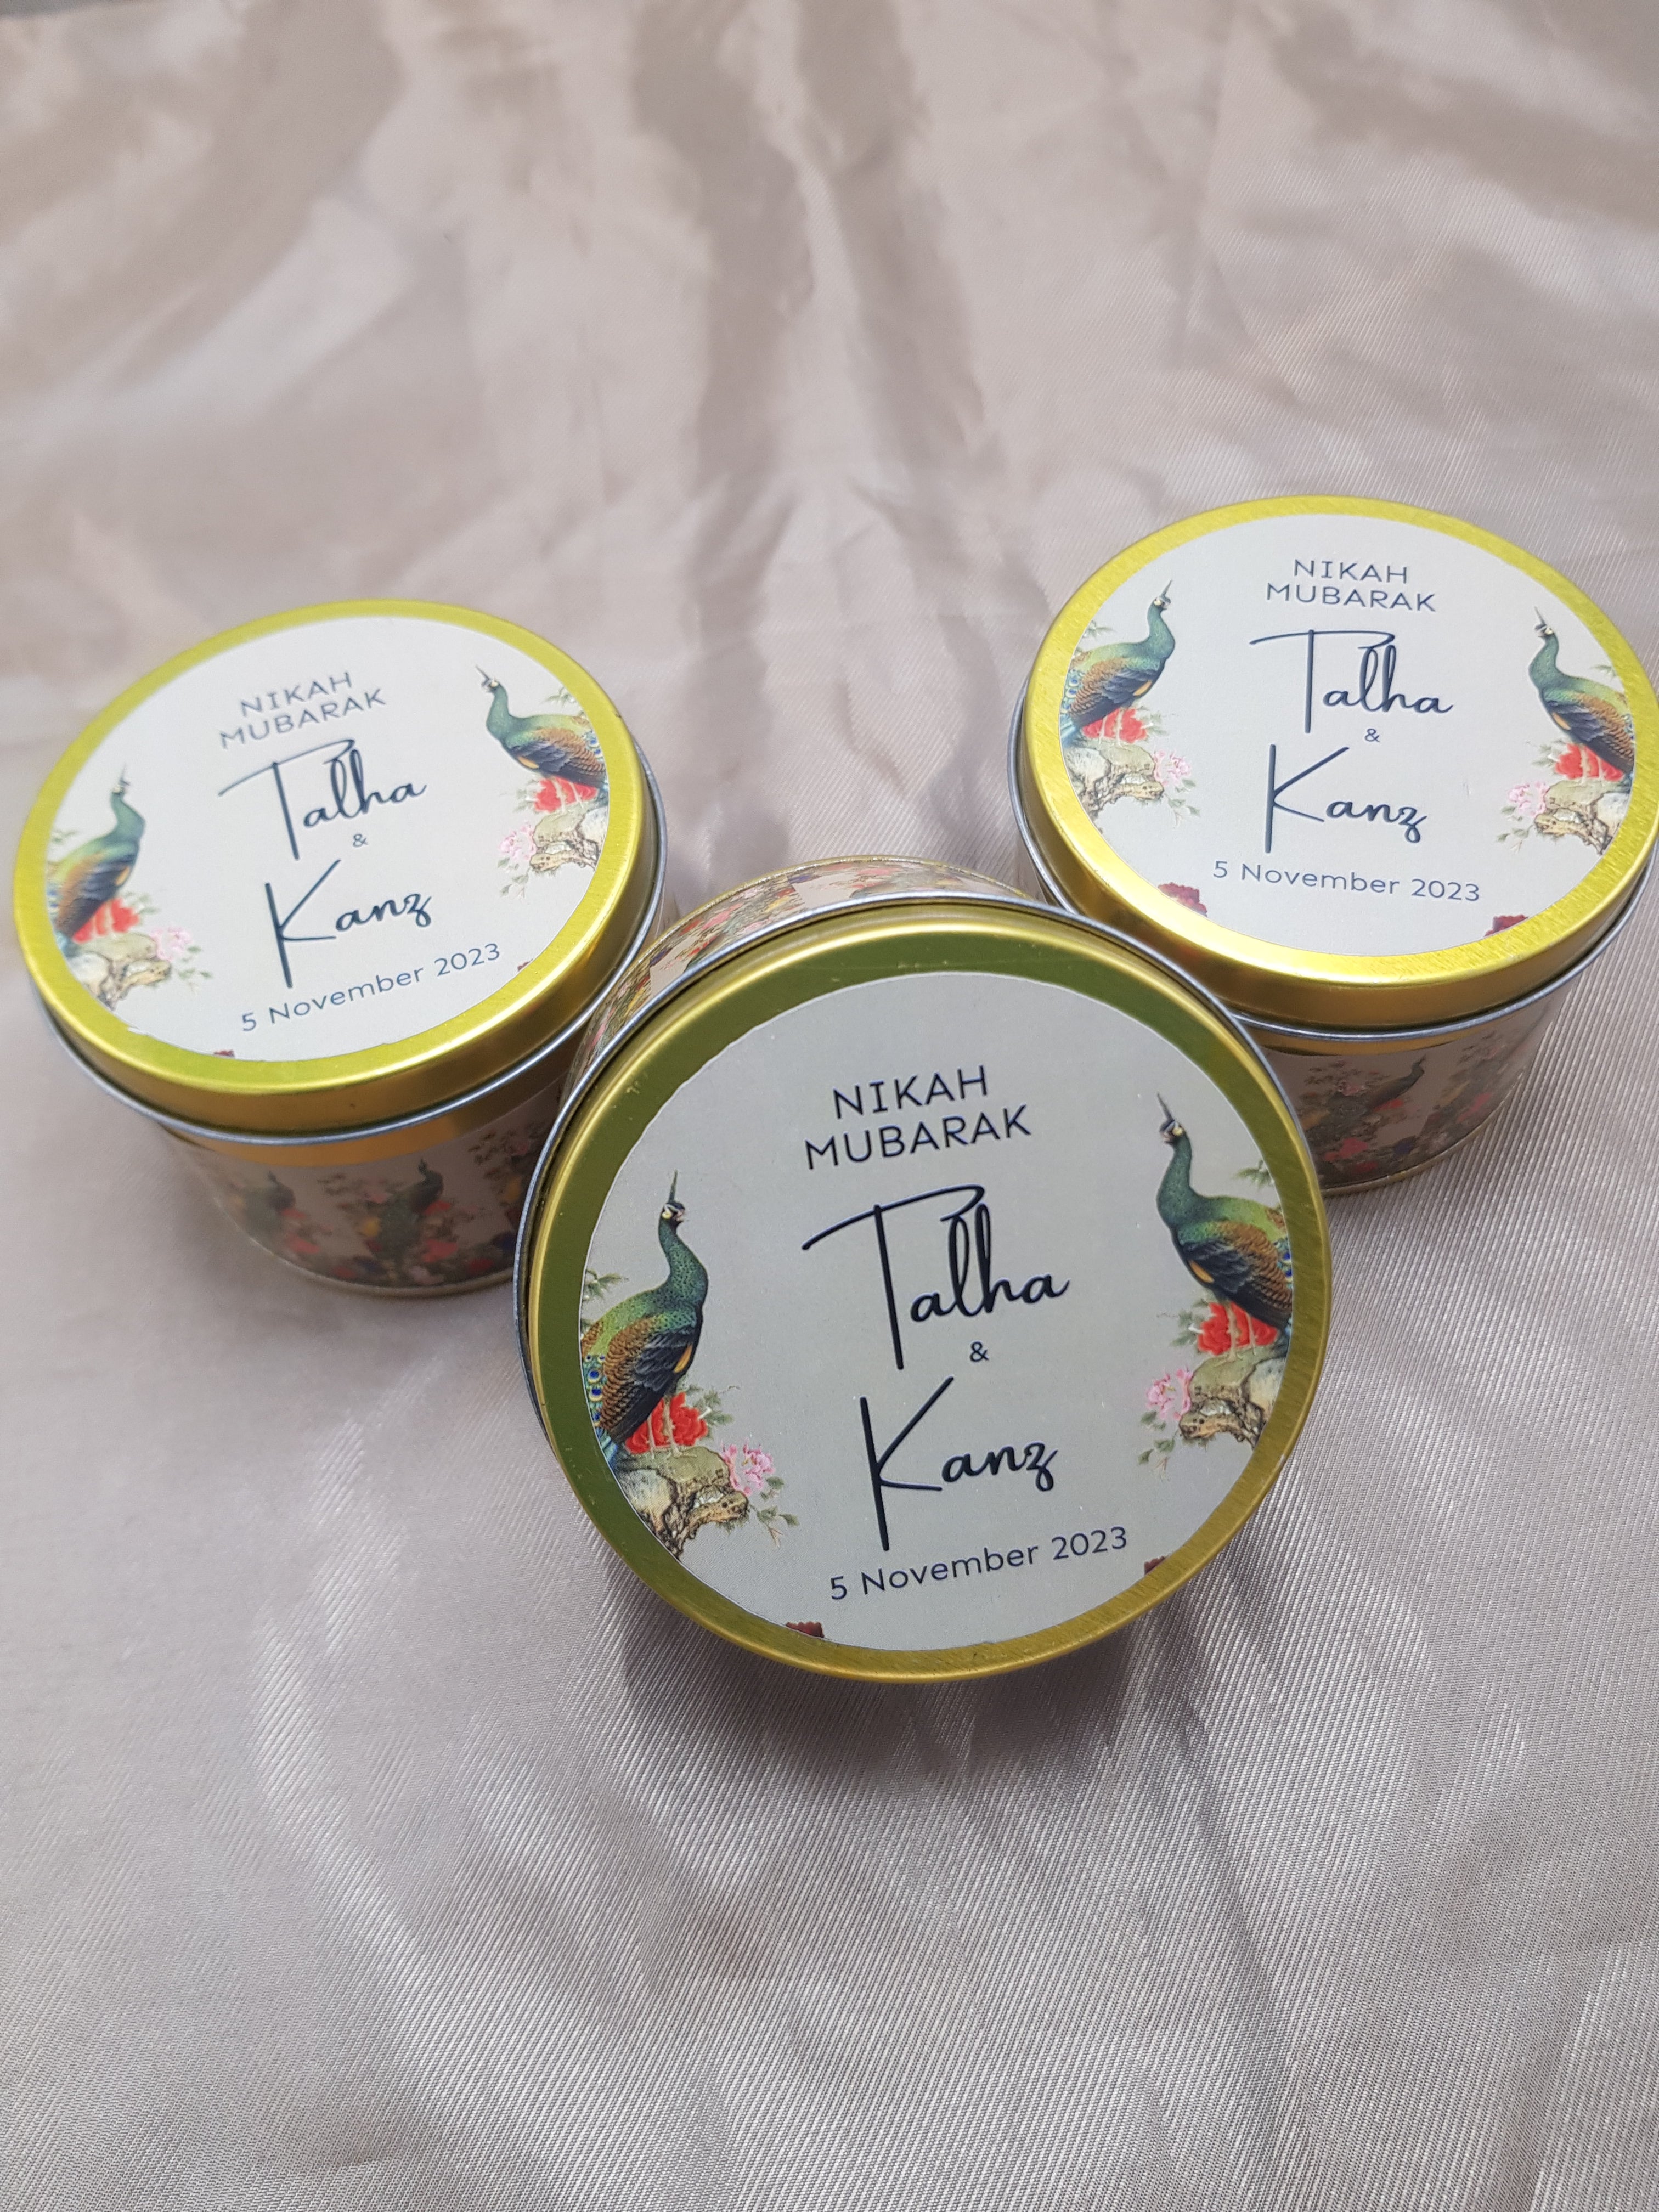 NIKAH
MUBARAK
Talha
&
Kanz
5 November 2023
NIKAH
MUBARAK
Talha
&
Kanz
5 November 2023
NIKAH
MUBARAK
Talha
&
Kanz
5 November 2023